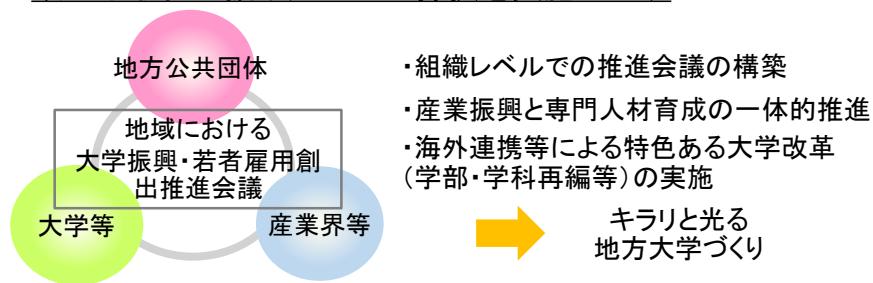 地方公共団体
地域における
大学振興・若者雇用創
出推進会議
大学等
産業界等
・組織レベルでの推進会議の構築
・産業振興と専門人材育成の一体的推進
・海外連携等による特色ある大学改革
(学部・学科再編等)の実施
キラリと光る
地方大学づくり